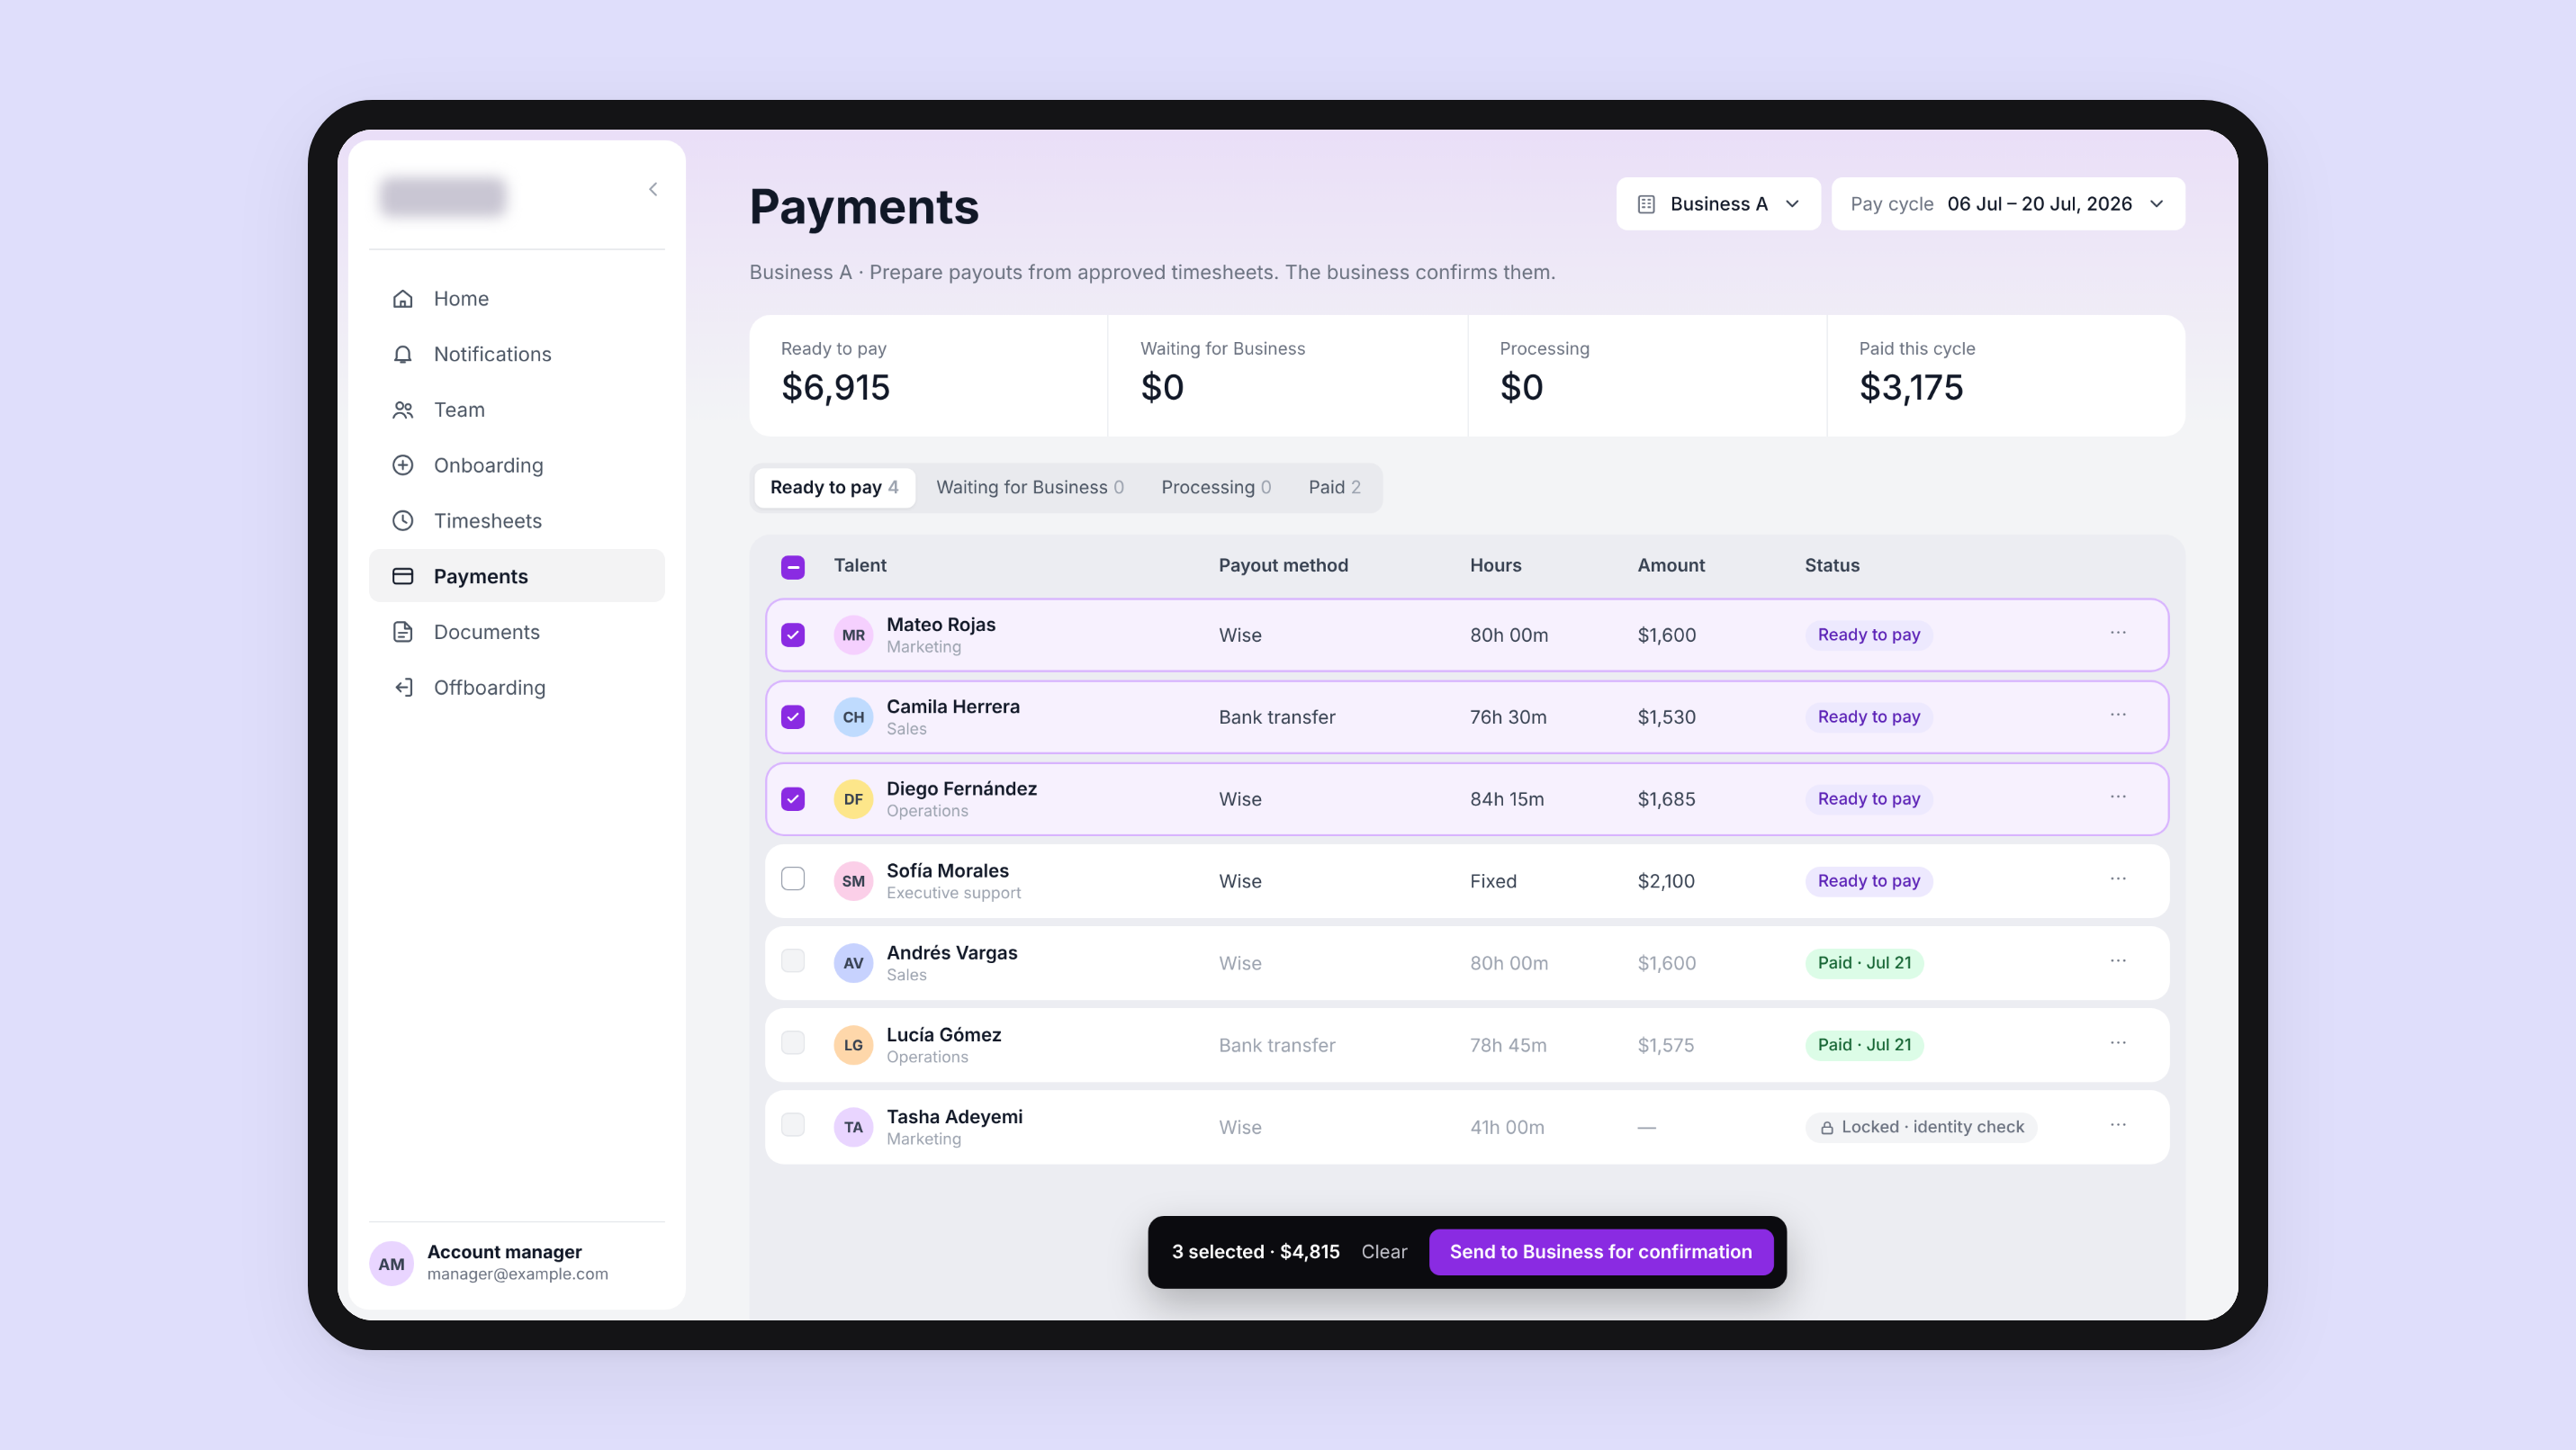 Home
Notifications
Team
Onboarding
Timesheets
Payments
Documents
Offboarding
AM
Account manager
manager@example.com
Payments
Business A
Pay cycle 06 Jul – 20 Jul, 2026
Business A · Prepare payouts from approved timesheets. The business confirms them.
Ready to pay
$6,915
Waiting for Business
$0
Processing
$0
Paid this cycle
$3,175
Ready to pay 4
Waiting for Business 0
Processing 0
Paid 2
Talent Payout method Hours Amount Status
MR Mateo Rojas
Marketing
Wise 80h 00m $1,600 Ready to pay
CH Camila Herrera
Sales
Bank transfer 76h 30m $1,530 Ready to pay
DF Diego Fernández
Operations
Wise 84h 15m $1,685 Ready to pay
SM Sofía Morales
Executive support
Wise Fixed $2,100 Ready to pay
AV Andrés Vargas
Sales
Wise 80h 00m $1,600 Paid · Jul 21
LG Lucía Gómez
Operations
Bank transfer 78h 45m $1,575 Paid · Jul 21
TA Tasha Adeyemi
Marketing
Wise 41h 00m — Locked · identity check
3 selected · $4,815 Clear Send to Business for confirmation